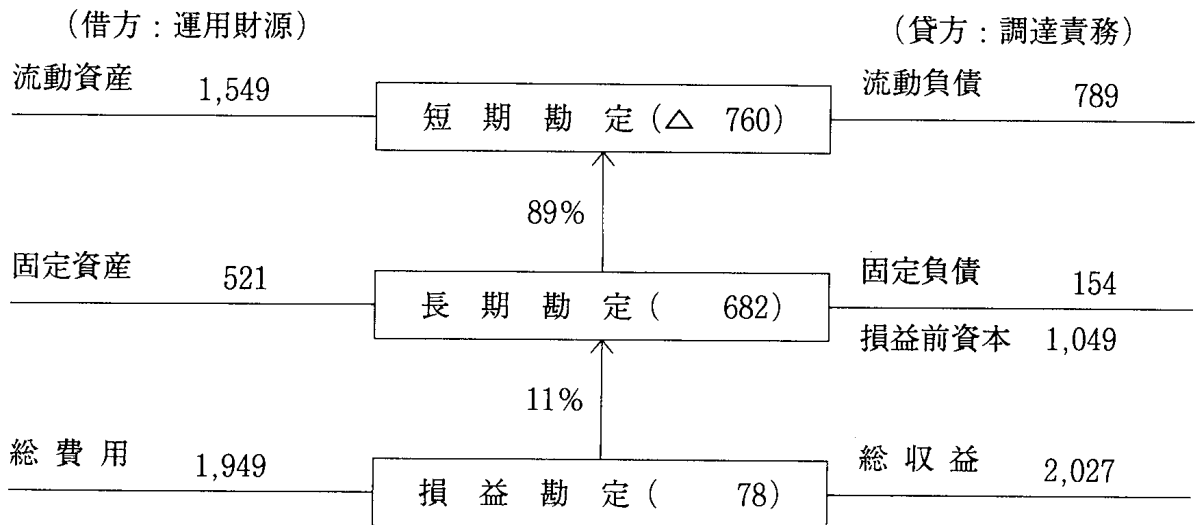 (借方:運用財源) (貸方:調達責務)
流動資産 1,549 短期勘定(△ 760) 流動負債 789
89%
固定資産 521 長期勘定( 682) 固定負債 154
損益前資本 1,049
11%
総費用 1,949 損益勘定( 78) 総収益 2,027